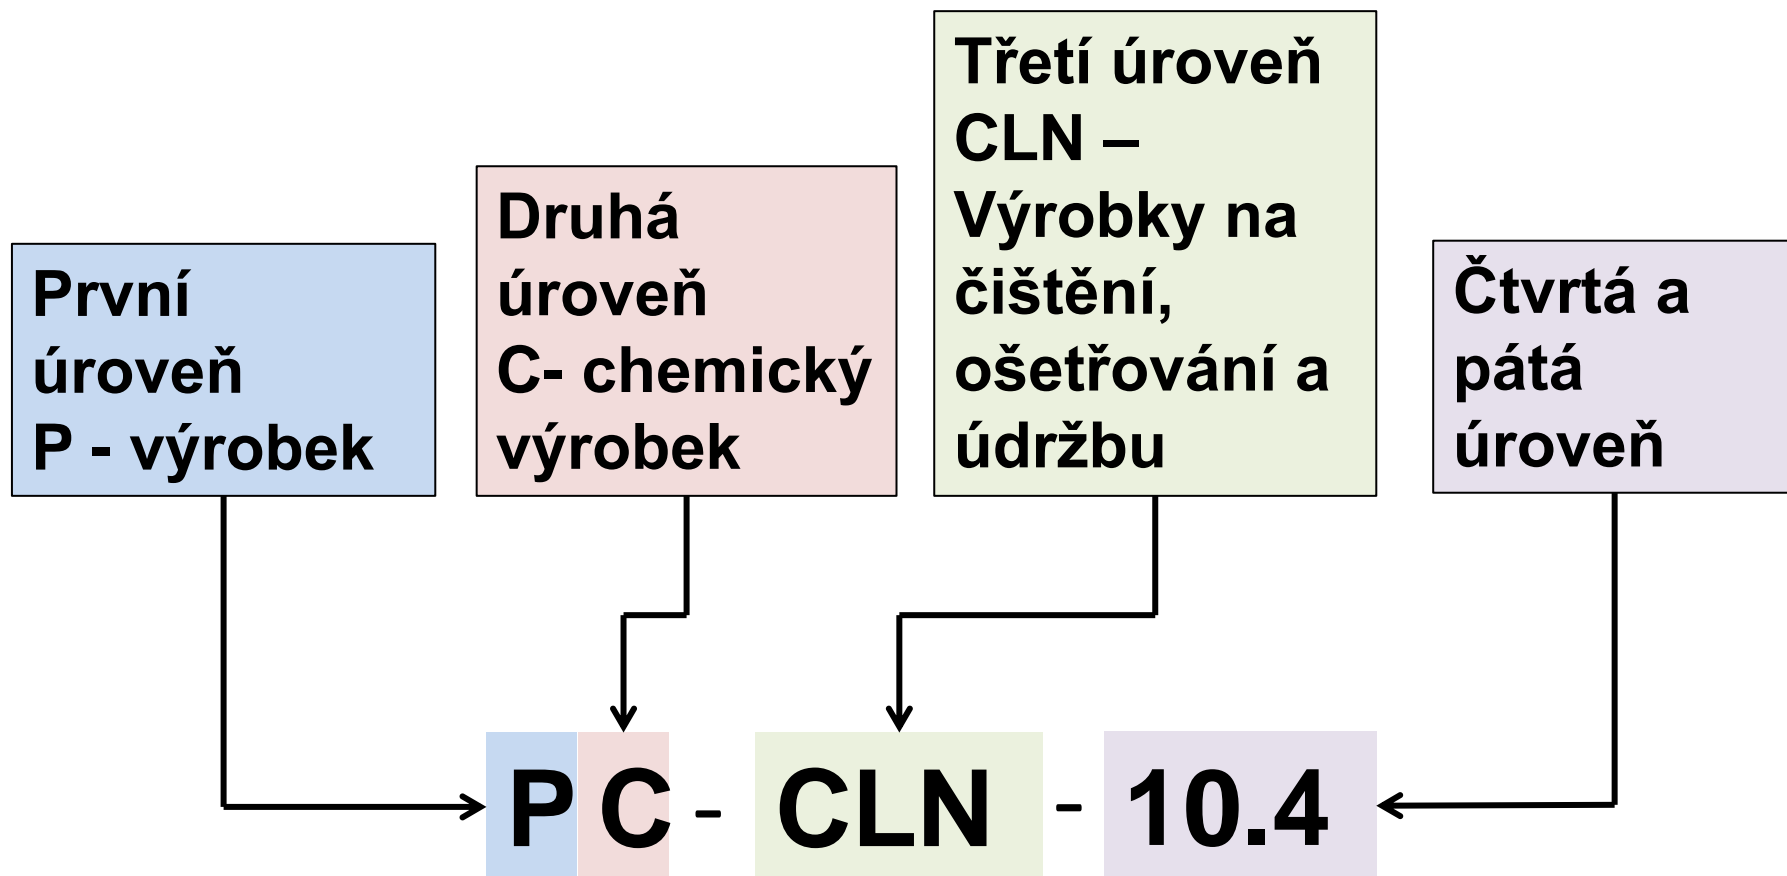 První
úroveň
P - výrobek
Druhá
úroveň
C- chemický
výrobek
Třetí úroveň
CLN –
Výrobky na
čištění,
ošetřování a
údržbu
Čtvrtá a
pátá
úroveň
PC - CLN - 10.4